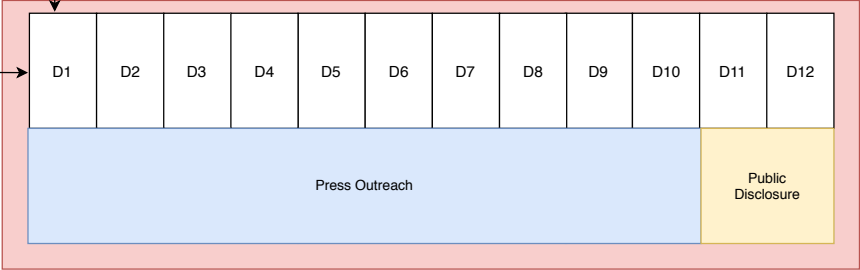 D1 D2 D3 D4 D5 D6 D7 D8 D9 D10 D11 D12
Press Outreach
Public
Disclosure